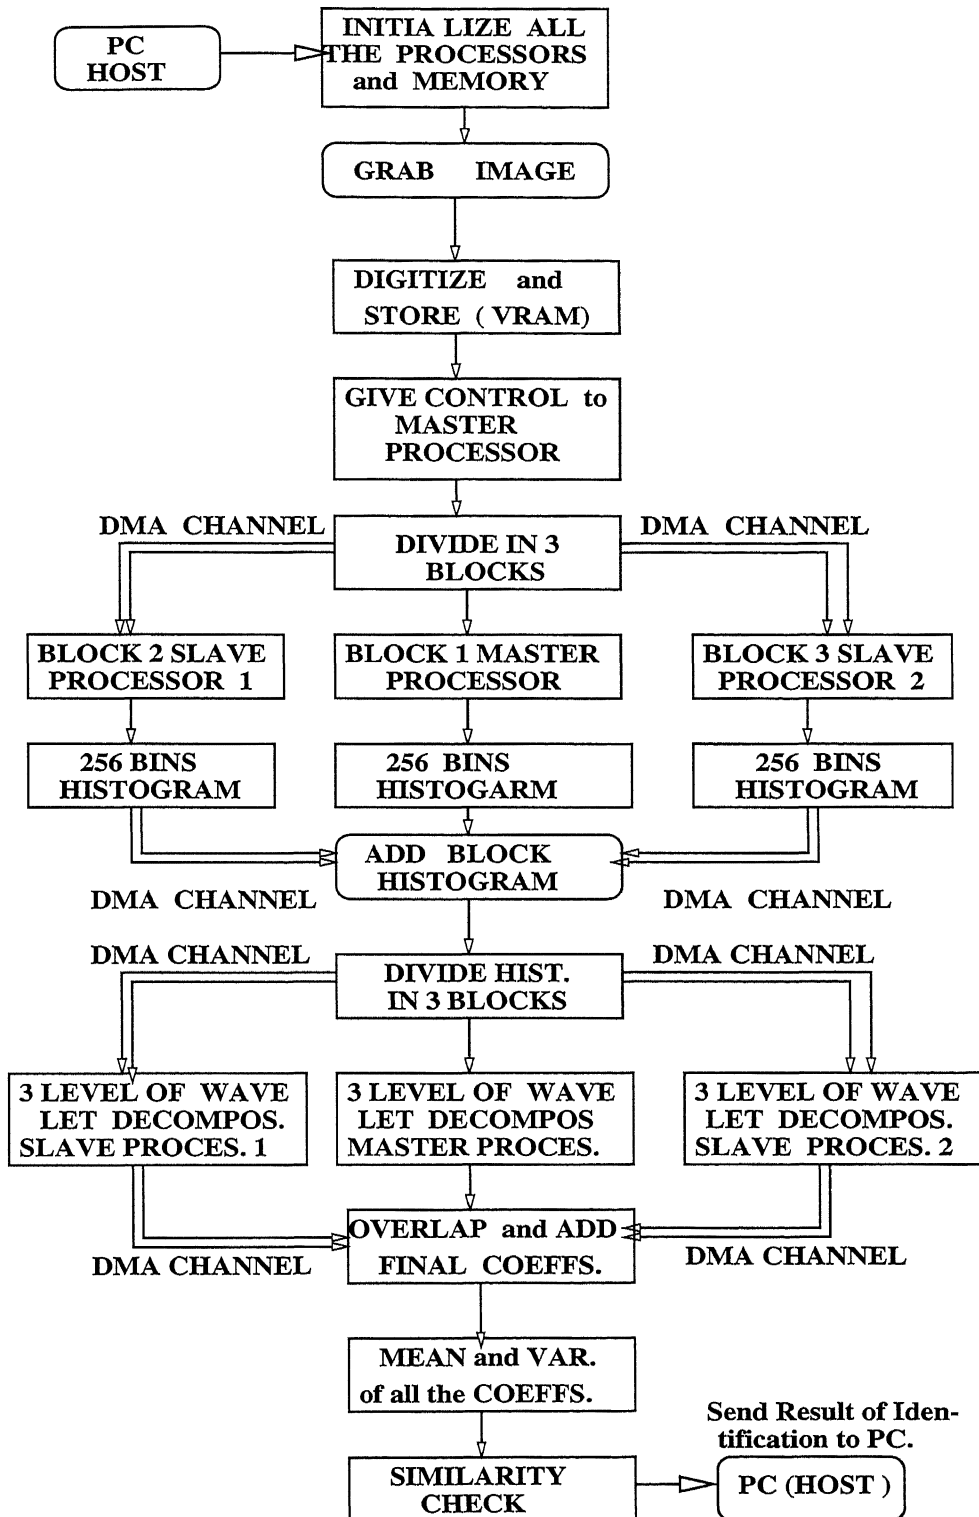 PC
HOST
INITIA LIZE ALL
THE PROCESSORS
and MEMORY
GRAB IMAGE
DIGITIZE and
STORE ( VRAM)
GIVE CONTROL to
MASTER
PROCESSOR
DMA CHANNEL
DIVIDE IN 3
BLOCKS
DMA CHANNEL
BLOCK 2 SLAVE
PROCESSOR 1
BLOCK 1 MASTER
PROCESSOR
BLOCK 3 SLAVE
PROCESSOR 2
256 BINS
HISTOGRAM
256 BINS
HISTOGARM
256 BINS
HISTOGRAM
ADD BLOCK
HISTOGRAM
DMA CHANNEL
DMA CHANNEL
DMA CHANNEL
DIVIDE HIST.
IN 3 BLOCKS
DMA CHANNEL
3 LEVEL OF WAVE
LET DECOMPOS.
SLAVE PROCES. 1
3 LEVEL OF WAVE
LET DECOMPOS
MASTER PROCES.
3 LEVEL OF WAVE
LET DECOMPOS.
SLAVE PROCES. 2
OVERLAP and ADD
FINAL COEFFS.
DMA CHANNEL
DMA CHANNEL
MEAN and VAR.
of all the COEFFS.
SIMILARITY
CHECK
Send Result of Iden-
tification to PC.
PC (HOST )